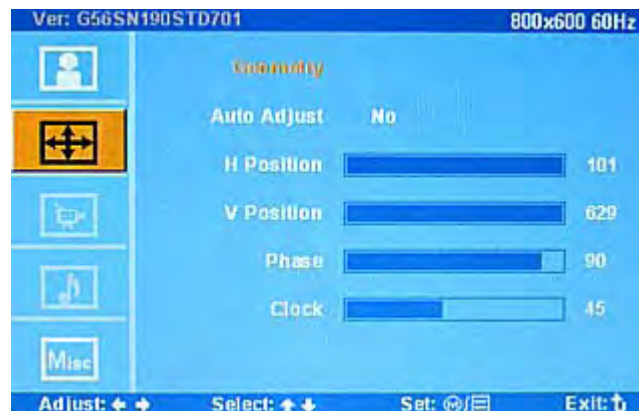 Ver: G56SN190STD701 800x600 60Hz
Geometry
Auto Adjust No
H Position 101
V Position 629
Phase 90
Clock 45
Misc
Adjust: Select: Set: Exit: